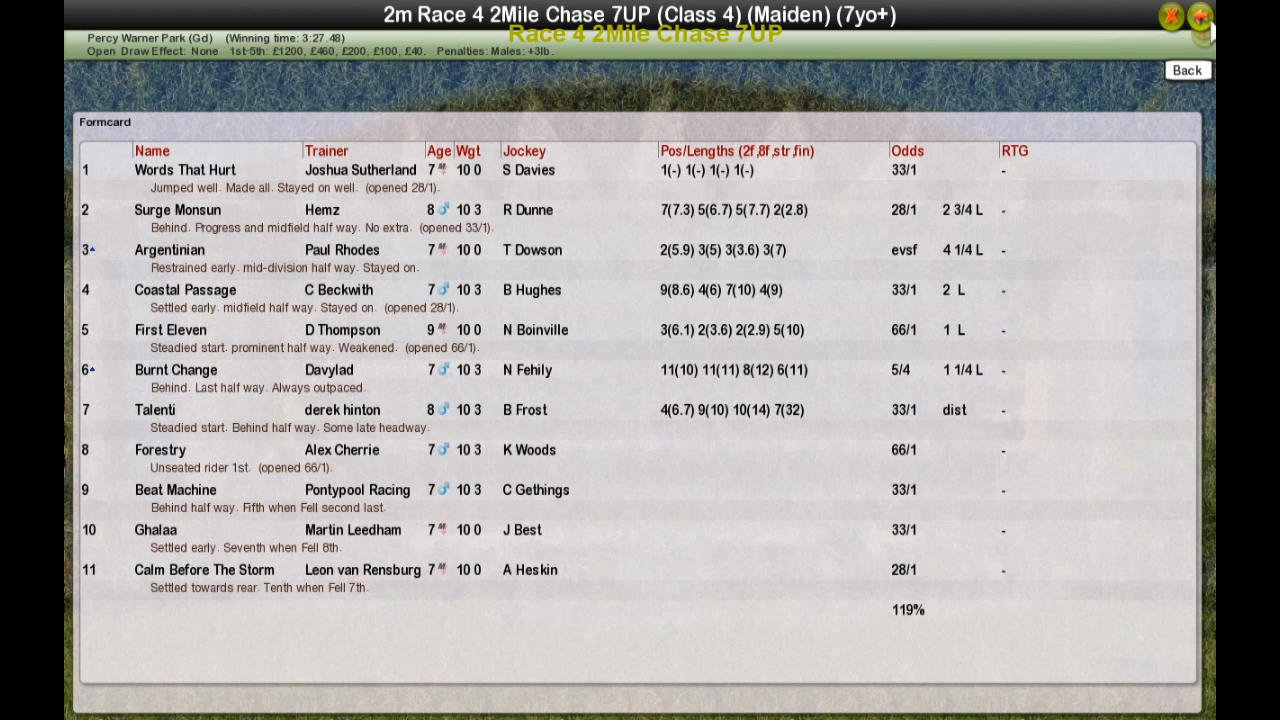 2m Race 4 2Mile Chase 7UP (Class 4) (Maiden) (7yo+)
Race 4 2Mile Chase 7UP
X
Percy Warner Park (Gd) (Winning time: 3:27.48)
Open Draw Effect: None 1st-5th: £1200, £460, £200, £100, £40. Penalties: Males: +3lb.
Back
Formcard
Name Trainer Age Wgt Jockey Pos/Lengths (2f,8f,str,fin) Odds RTG
1 Words That Hurt Joshua Sutherland 7 10 0 S Davies 1(-) 1(-) 1(-) 1(-) 33/1 -
Jumped well. Made all. Stayed on well. (opened 28/1).
2 Surge Monsun Hemz 8 10 3 R Dunne 7(7.3) 5(6.7) 5(7.7) 2(2.8) 28/1 2 3/4 L -
Behind. Progress and midfield half way. No extra. (opened 33/1).
3 Argentinian Paul Rhodes 7 10 0 T Dowson 2(5.9) 3(5) 3(3.6) 3(7) evsf 4 1/4 L -
Restrained early. mid-division half way. Stayed on.
4 Coastal Passage C Beckwith 7 10 3 B Hughes 9(8.6) 4(6) 7(10) 4(9) 33/1 2 L -
Settled early. midfield half way. Stayed on. (opened 28/1).
5 First Eleven D Thompson 9 10 0 N Boinville 3(6.1) 2(3.6) 2(2.9) 5(10) 66/1 1 L -
Steadied start. prominent half way. Weakened. (opened 66/1).
6 Burnt Change Davylad 7 10 3 N Fehily 11(10) 11(11) 8(12) 6(11) 5/4 1 1/4 L -
Behind. Last half way. Always outpaced.
7 Talenti derek hinton 8 10 3 B Frost 4(6.7) 9(10) 10(14) 7(32) 33/1 dist -
Steadied start. Behind half way. Some late headway.
8 Forestry Alex Cherrie 7 10 3 K Woods 66/1 -
Unseated rider 1st. (opened 66/1).
9 Beat Machine Pontypool Racing 7 10 3 C Gethings 33/1 -
Behind half way. Fifth when Fell second last.
10 Ghalaa Martin Leedham 7 10 0 J Best 33/1 -
Settled early. Seventh when Fell 8th.
11 Calm Before The Storm Leon van Rensburg 7 10 0 A Heskin 28/1 -
Settled towards rear. Tenth when Fell 7th.
119%